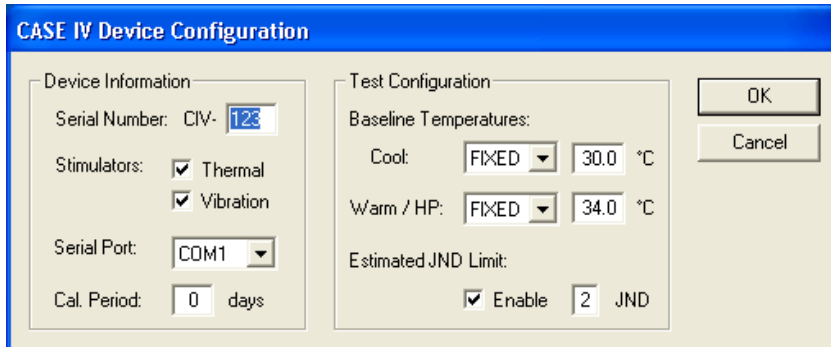 CASE IV Device Configuration
Device Information
Serial Number: CIV- 123
Stimulators: Thermal
Vibration
Serial Port: COM1
Cal. Period: 0 days
Test Configuration
Baseline Temperatures:
Cool: FIXED 30.0 °C
Warm / HP: FIXED 34.0 °C
Estimated JND Limit:
Enable 2 JND
OK
Cancel